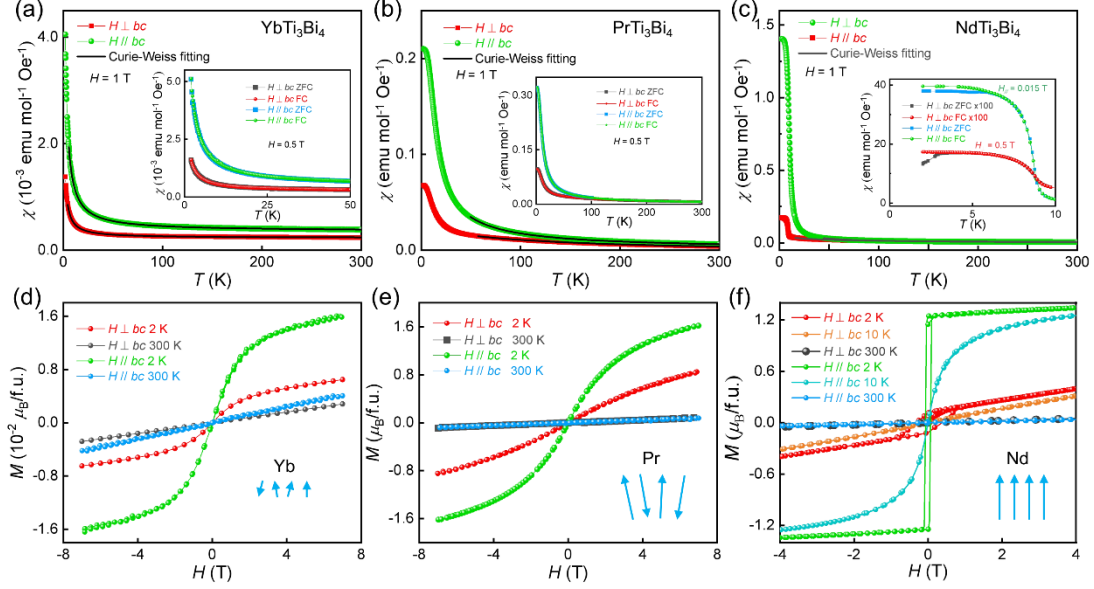 (a)
H ⊥ bc
H // bc
Curie-Weiss fitting
YbTi₃Bi₄
H = 1 T
χ (10⁻³ emu mol⁻¹ Oe⁻¹)
4.0
2.0
0.0
0 100 200 300
T (K)
χ (10⁻³ emu mol⁻¹ Oe⁻¹)
5.0
2.5
0.0
H ⊥ bc ZFC
H ⊥ bc FC
H // bc ZFC
H // bc FC
H = 0.5 T
0 10 20 30 40 50
T (K)
(b)
H ⊥ bc
H // bc
Curie-Weiss fitting
PrTi₃Bi₄
H = 1 T
χ (emu mol⁻¹ Oe⁻¹)
0.2
0.1
0.0
0 100 200 300
T (K)
χ (emu mol⁻¹ Oe⁻¹)
0.30
0.15
0.00
H ⊥ bc ZFC
H ⊥ bc FC
H // bc ZFC
H // bc FC
H = 0.5 T
0 100 200 300
T (K)
(c)
H ⊥ bc
H // bc
Curie-Weiss fitting
NdTi₃Bi₄
H = 1 T
χ (emu mol⁻¹ Oe⁻¹)
1.50
0.75
0.00
0 100 200 300
T (K)
χ (emu mol⁻¹ Oe⁻¹)
40
20
0
H ⊥ bc ZFC x100
H ⊥ bc FC x100
H // bc ZFC
H // bc FC
= 0.015 T
H = 0.5 T
0 5 10
T (K)
(d)
H ⊥ bc 2 K
H ⊥ bc 300 K
H // bc 2 K
H // bc 300 K
M (10⁻² μB/f.u.)
1.6
0.8
0.0
-0.8
-1.6
Yb
-8 -4 0 4 8
H (T)
(e)
H ⊥ bc 2 K
H ⊥ bc 300 K
H // bc 2 K
H // bc 300 K
M (μB/f.u.)
1.6
0.8
0.0
-0.8
-1.6
Pr
-8 -4 0 4 8
H (T)
(f)
H ⊥ bc 2 K
H ⊥ bc 10 K
H ⊥ bc 300 K
H // bc 2 K
H // bc 10 K
H // bc 300 K
M (μB/f.u.)
1.2
0.6
0.0
-0.6
-1.2
Nd
-4 -2 0 2 4
H (T)